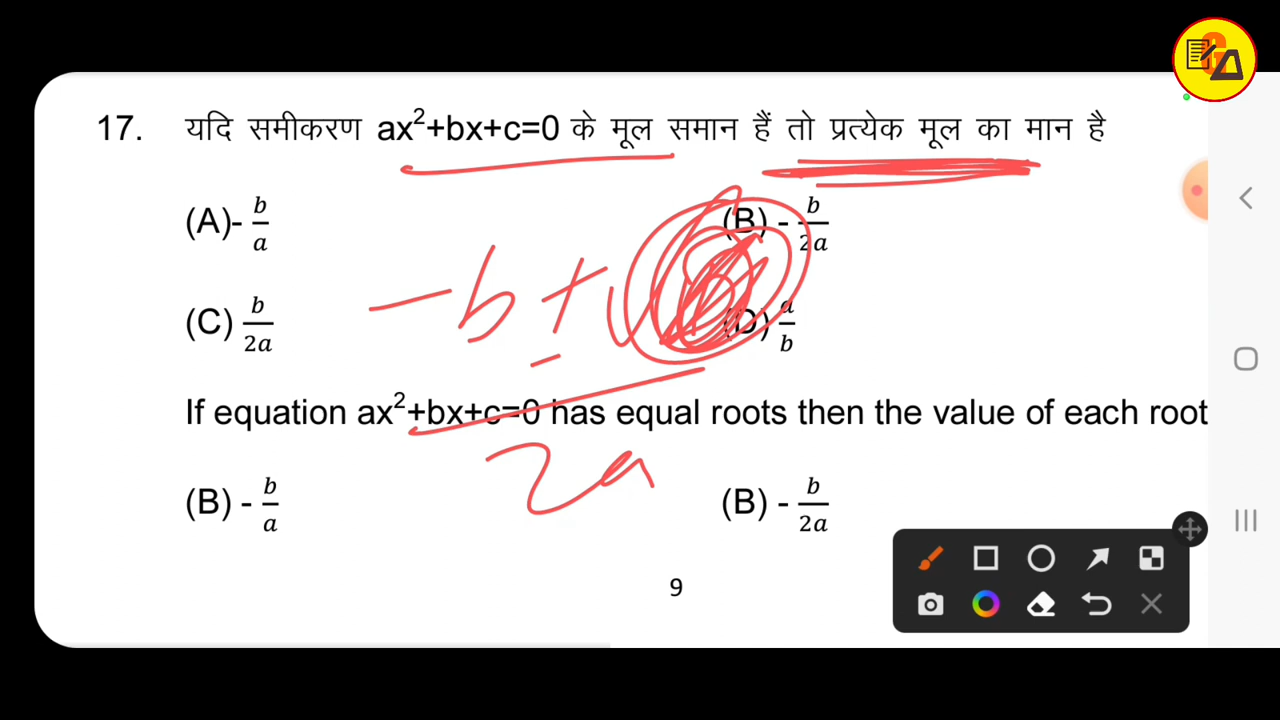 17. यदि समीकरण ax²+bx+c=0 के मूल समान हैं तो प्रत्येक मूल का मान है
(A)- b/a (B) - b/2a
(C) b/2a (D) a/b
-b ± √
2a
If equation ax²+bx+c=0 has equal roots then the value of each root
(B) - b/a (B) - b/2a
9